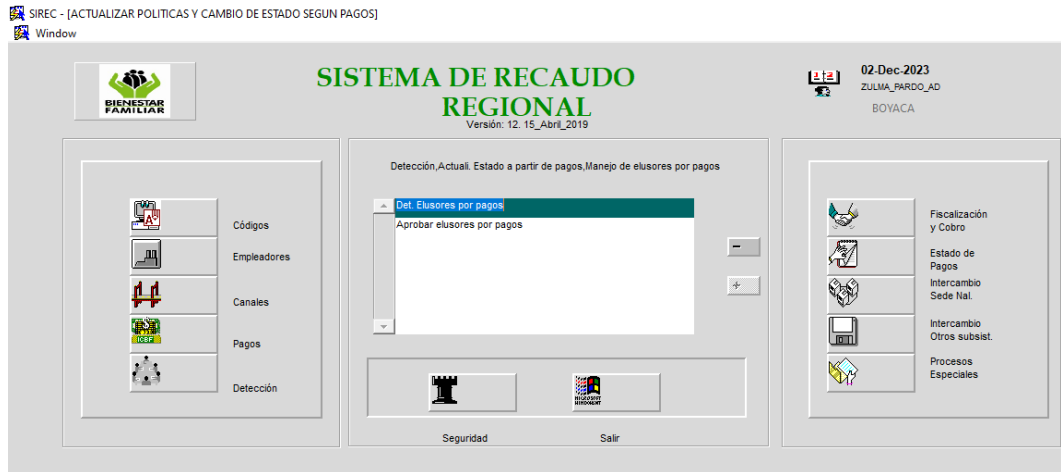 SIREC - [ACTUALIZAR POLITICAS Y CAMBIO DE ESTADO SEGUN PAGOS]
Window
BIENESTAR
FAMILIAR
SISTEMA DE RECAUDO
REGIONAL
Versión: 12. 15_Abril_2019
02-Dec-2023
ZULMA_PARDO_AD
BOYACA
Detección,Actuali. Estado a partir de pagos,Manejo de elusores por pagos
Det. Elusores por pagos
Aprobar elusores por pagos
-
+
Códigos
Empleadores
Canales
ICBF
Pagos
Detección
Fiscalización
y Cobro
Estado de
Pagos
Intercambio
Sede Nal.
Intercambio
Otros subsist.
Procesos
Especiales
MICROSOFT
Seguridad
Salir